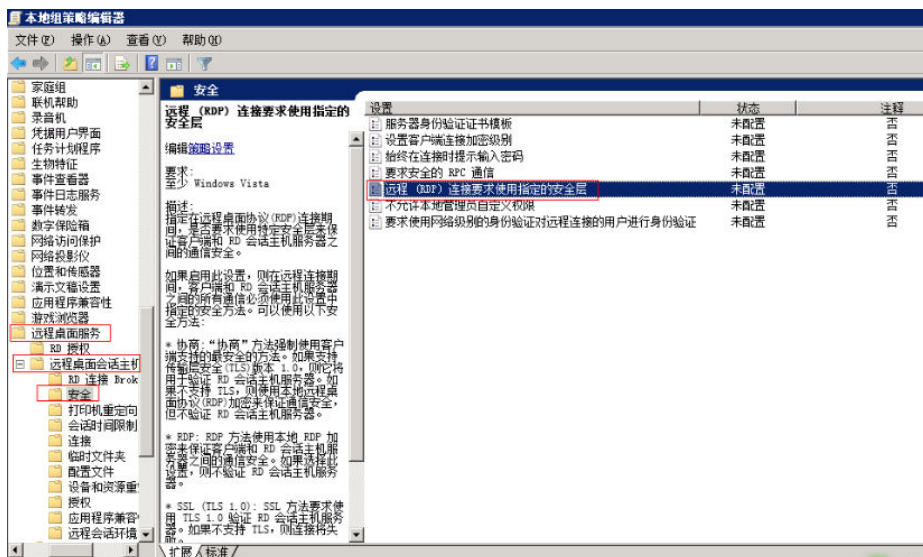 本地组策略编辑器
文件(F) 操作(A) 查看(V) 帮助(H)
家庭组
联机帮助
录音机
凭据用户界面
任务计划程序
生物特征
事件查看器
事件日志服务
事件转发
数字保险箱
网络访问保护
网络投影仪
位置和传感器
演示文稿设置
应用程序兼容性
游戏浏览器
远程桌面服务
RD 授权
远程桌面会话主机
RD 连接 Brok
安全
打印机重定向
会话时间限制
连接
临时文件夹
配置文件
设备和资源重
授权
应用程序兼容
远程会话环境
安全
远程 (RDP) 连接要求使用指定的
安全层
编辑策略设置
要求:
至少 Windows Vista
描述:
指定在远程桌面协议(RDP)连接期
间，是否要求使用特定安全层来保
证客户端和 RD 会话主机服务器之
间的通信安全。
如果启用此设置，则在远程连接期
间，客户端和 RD 会话主机服务器
之间的所有通信必须使用此设置中
指定的安全方法。可以使用以下安
全方法:
* 协商:“协商”方法强制使用客户
端支持的最安全的方法。如果支持
传输层安全(TLS)版本 1.0，则它将
用于验证 RD 会话主机服务器。如
果不支持 TLS，则使用本地远程桌
面协议(RDP)加密来保证通信安全，
但不验证 RD 会话主机服务器。
* RDP: RDP 方法使用本地 RDP 加
密来保证客户端和 RD 会话主机服
务器之间的通信安全。如果选择此
设置，则不验证 RD 会话主机服务
器。
* SSL (TLS 1.0): SSL 方法要求使
用 TLS 1.0 验证 RD 会话主机服务
器。如果不支持 TLS，则连接将失
败。
设置 状态 注释
服务器身份验证证书模板 未配置 否
设置客户端连接加密级别 未配置 否
始终在连接时提示输入密码 未配置 否
要求安全的 RPC 通信 未配置 否
远程 (RDP) 连接要求使用指定的安全层 未配置 否
不允许本地管理员自定义权限 未配置 否
要求使用网络级别的身份验证对远程连接的用户进行身份验证 未配置 否
扩展 标准